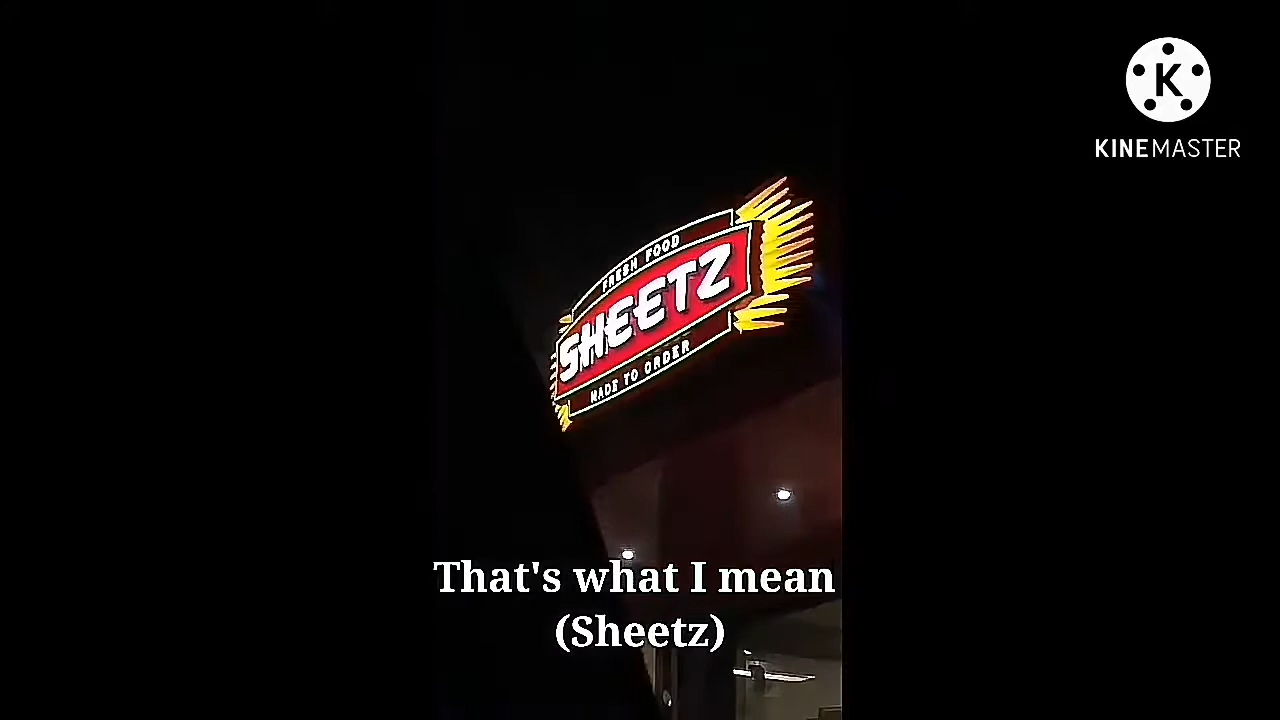 K
KINEMASTER
FRESH FOOD
SHEETZ
MADE TO ORDER
That's what I mean
(Sheetz)